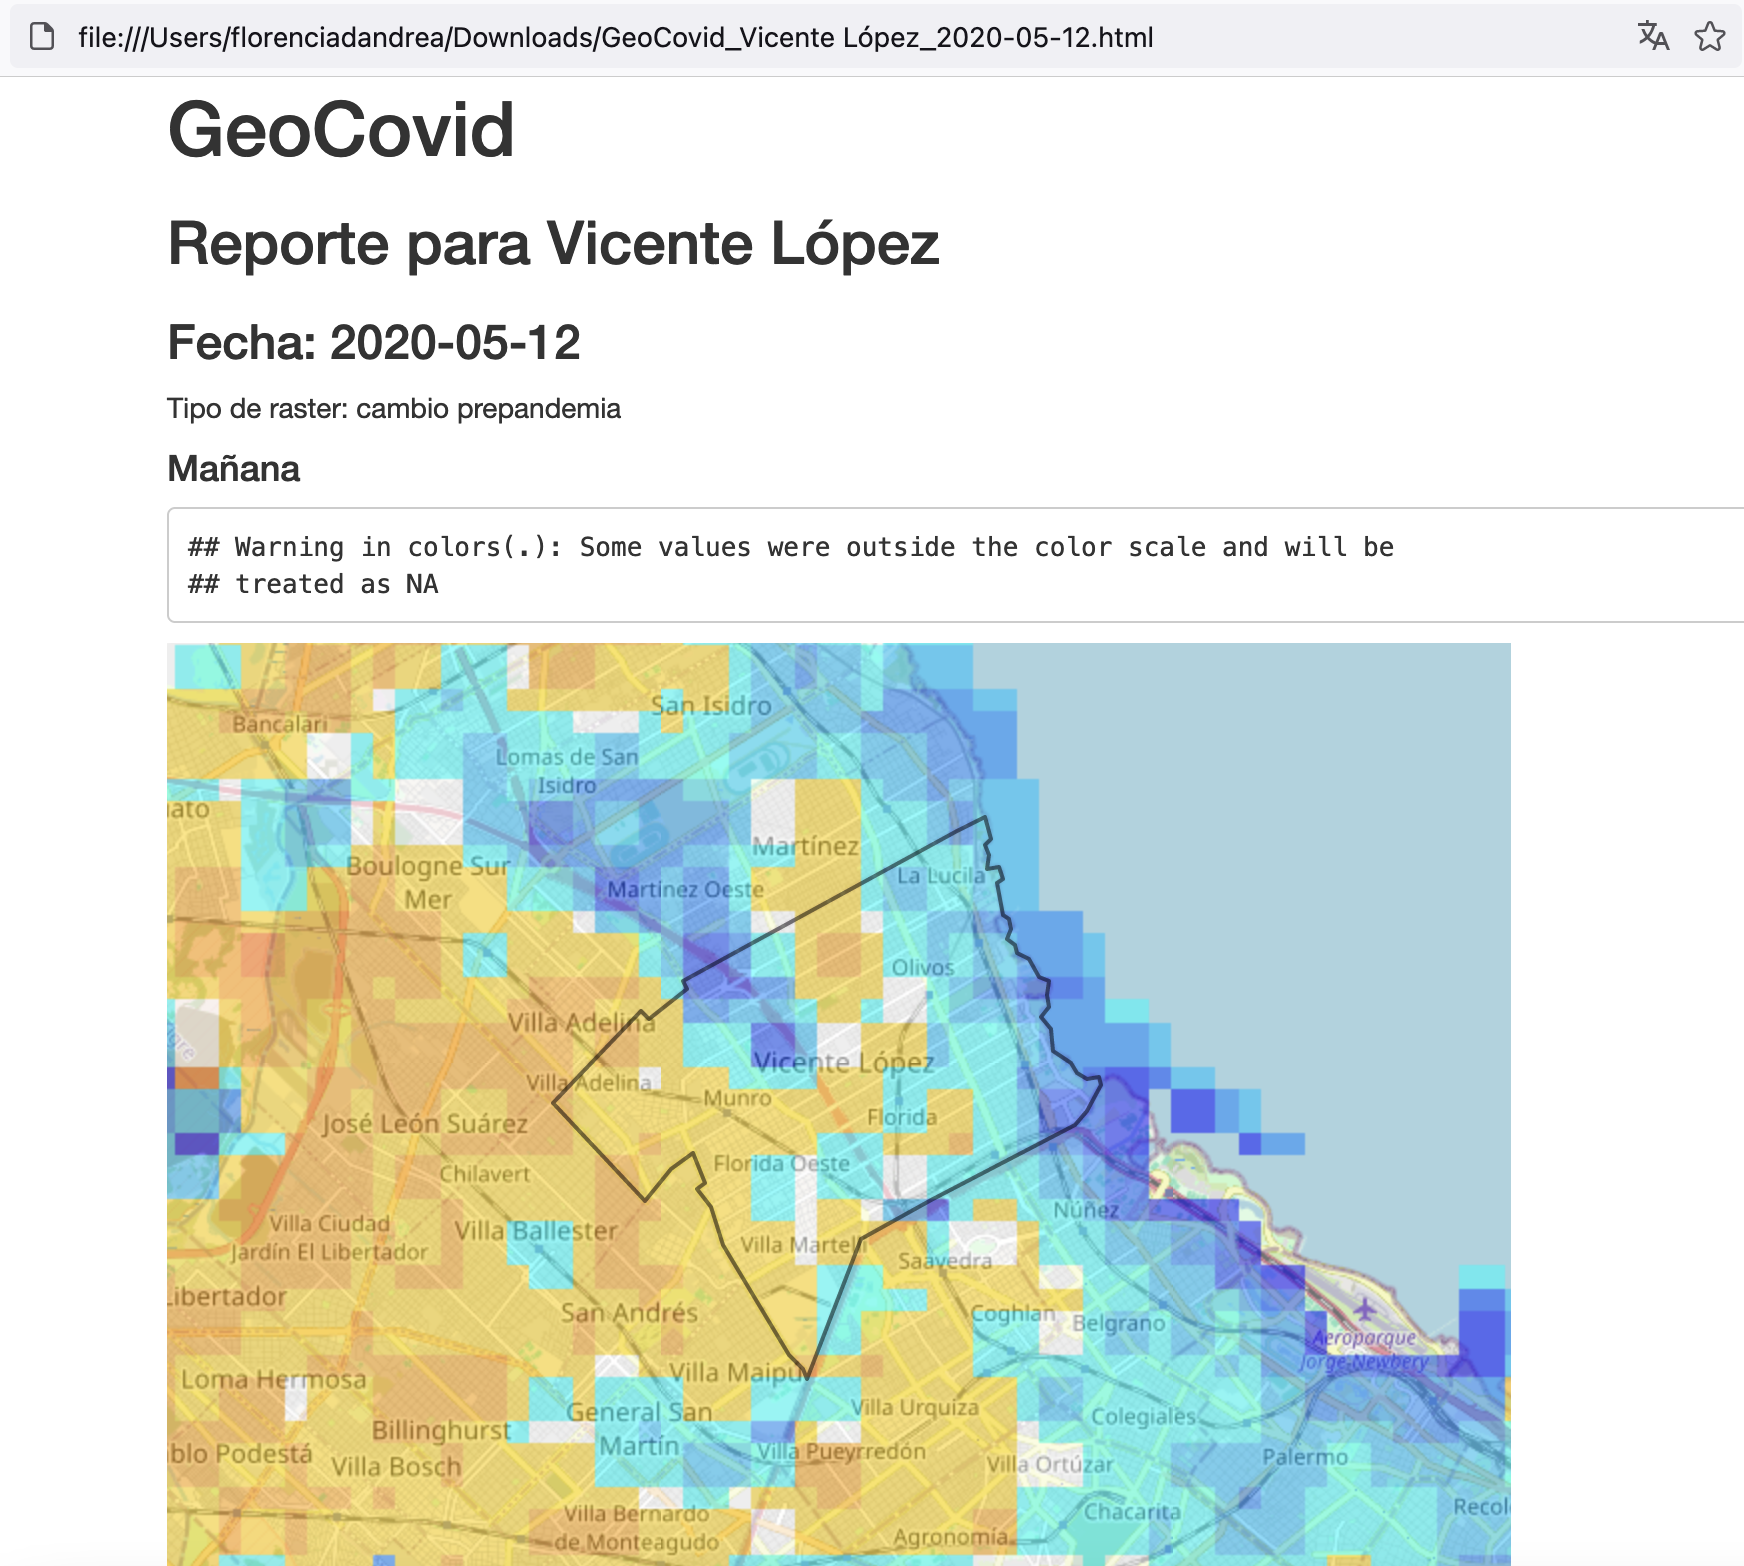 file:///Users/florenciadandrea/Downloads/GeoCovid_Vicente López_2020-05-12.html
GeoCovid
Reporte para Vicente López
Fecha: 2020-05-12
Tipo de raster: cambio prepandemia
Mañana
## Warning in colors(.): Some values were outside the color scale and will be
## treated as NA
San Isidro
Bancalari
Lomas de San
Isidro
Martínez
Boulogne Sur
Mer
Martínez Oeste
La Lucila
Olivos
Villa Adelina
Vicente López
Villa Adelina
Munro
José León Suárez
Florida
Chilavert
Florida Oeste
Villa Ciudad
Jardín El Libertador
Villa Ballester
Núñez
Villa Martelli
Saavedra
Libertador
San Andrés
Coghlan
Belgrano
Aeroparque
Jorge Newbery
Loma Hermosa
Villa Maipú
General San
Martín
Villa Urquiza
Colegiales
Billinghurst
blo Podestá
Villa Bosch
Villa Pueyrredón
Villa Ortúzar
Palermo
Villa Bernardo
de Monteagudo
Agronomía
Chacarita
Recol